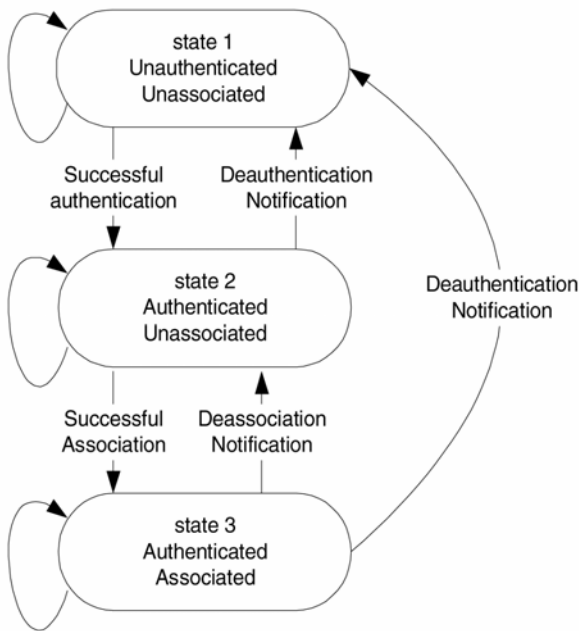 state 1
Unauthenticated
Unassociated
Successful
authentication
Deauthentication
Notification
state 2
Authenticated
Unassociated
Deauthentication
Notification
Successful
Association
Deassociation
Notification
state 3
Authenticated
Associated